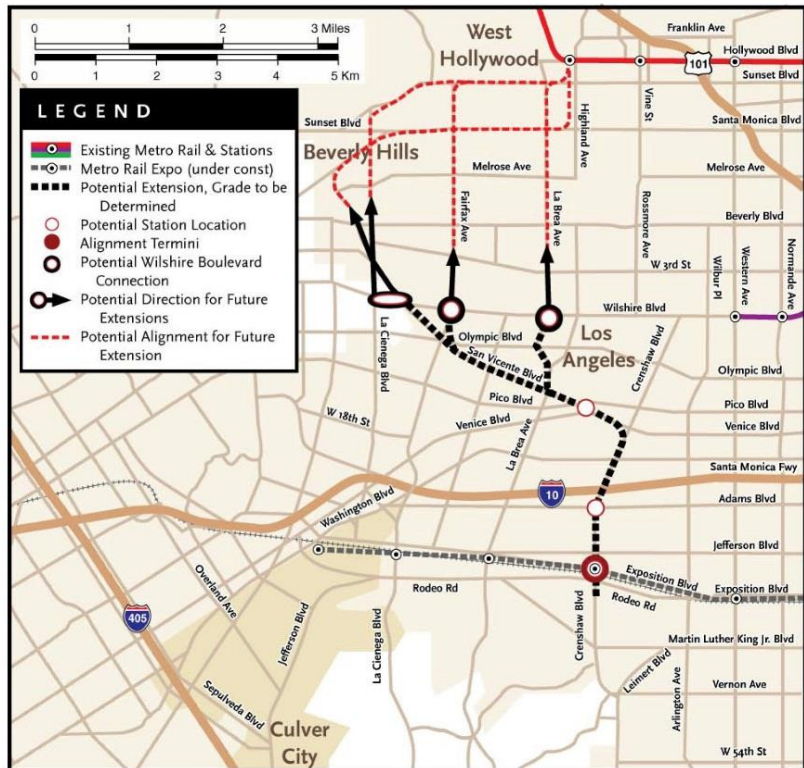 0 1 2 3 Miles
0 1 2 3 4 5 Km
LEGEND
Existing Metro Rail & Stations
Metro Rail Expo (under const)
Potential Extension, Grade to be
Determined
Potential Station Location
Alignment Termini
Potential Wilshire Boulevard
Connection
Potential Direction for Future
Extensions
Potential Alignment for Future
Extension
West
Hollywood
Franklin Ave
Hollywood Blvd
101
Sunset Blvd
Sunset Blvd
Highland Ave
Vine St
Santa Monica Blvd
Beverly Hills
Melrose Ave
Melrose Ave
Fairfax Ave
La Brea Ave
Rossmore Ave
Beverly Blvd
W 3rd St
Wilbur Pl
Western Ave
Normandie Ave
Wilshire Blvd
La Cienega Blvd
Olympic Blvd
San Vicente Blvd
Los
Angeles
Crenshaw Blvd
Olympic Blvd
Pico Blvd
Pico Blvd
W 18th St
Venice Blvd
Venice Blvd
La Brea Ave
Santa Monica Fwy
10
Washington Blvd
Adams Blvd
Jefferson Blvd
Overland Ave
Exposition Blvd
Exposition Blvd
Rodeo Rd
Rodeo Rd
405
Jefferson Blvd
La Cienega Blvd
Crenshaw Blvd
Martin Luther King Jr. Blvd
Leimert Blvd
Arlington Ave
Vernon Ave
Sepulveda Blvd
Culver
City
W 54th St